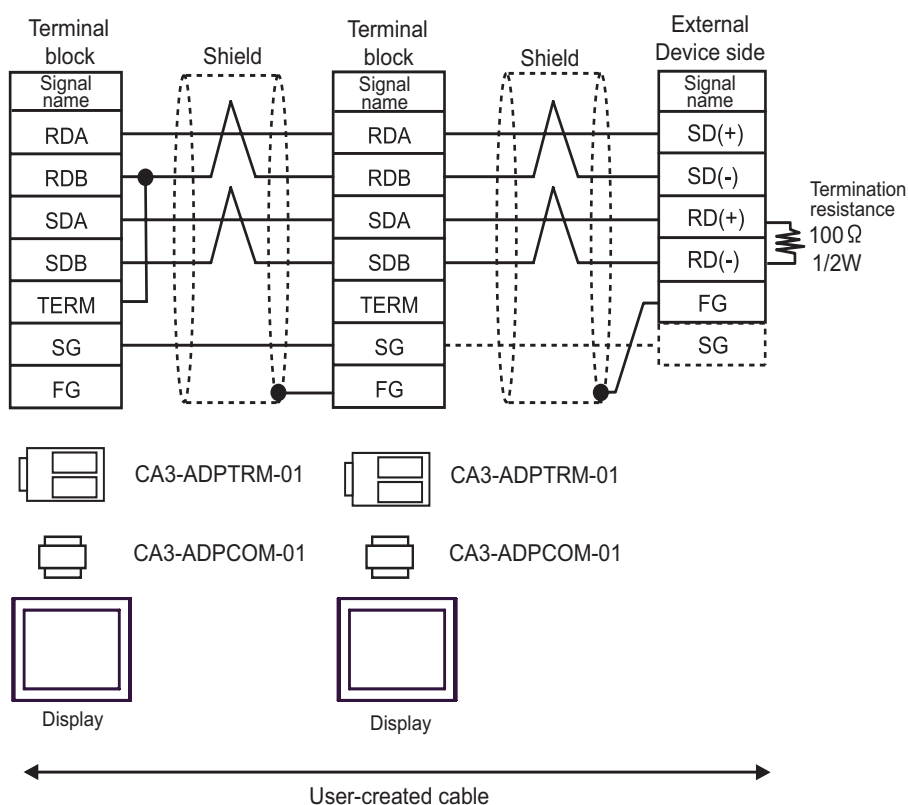 Terminal
block
Shield
Terminal
block
Shield
External
Device side
Signal
name
RDA
RDB
SDA
SDB
TERM
SG
FG
Signal
name
RDA
RDB
SDA
SDB
TERM
SG
FG
Signal
name
SD(+)
SD(-)
RD(+)
RD(-)
FG
SG
Termination
resistance
100 Ω
1/2W
CA3-ADPTRM-01
CA3-ADPTRM-01
CA3-ADPCOM-01
CA3-ADPCOM-01
Display
Display
User-created cable